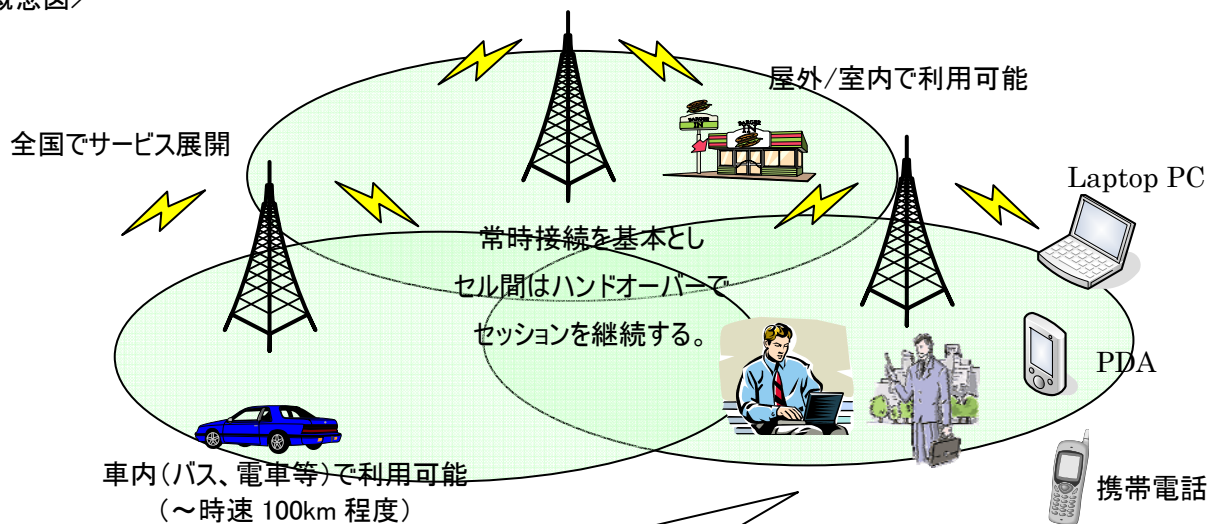 概念図>
屋外/室内で利用可能
全国でサービス展開
Laptop PC
常時接続を基本とし
セル間はハンドオーバーで
セッションを継続する。
PDA
車内(バス、電車等)で利用可能
(~時速 100km 程度)
携帯電話